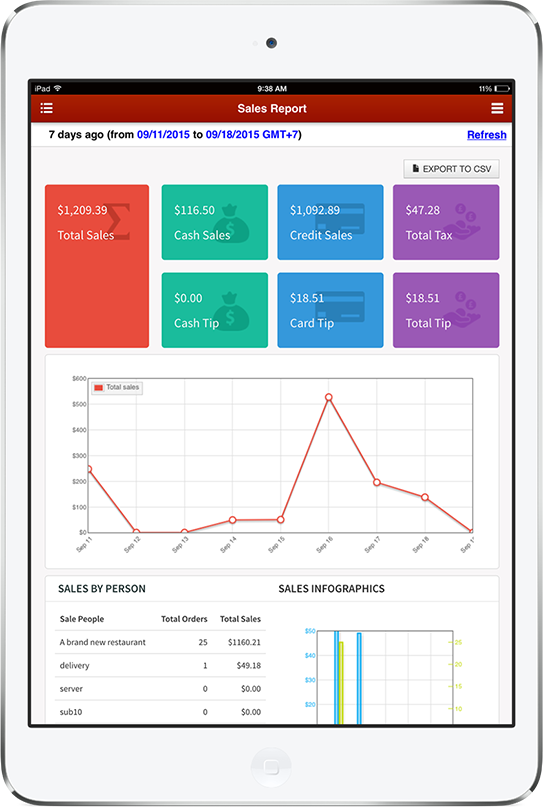 iPad 9:38 AM 11%
Sales Report
7 days ago (from 09/11/2015 to 09/18/2015 GMT+7) Refresh
EXPORT TO CSV
$1,209.39 $116.50 $1,092.89 $47.28
Total Sales Cash Sales Credit Sales Total Tax
$0.00 $18.51 $18.51
Cash Tip Card Tip Total Tip
$600
Total sales
$500
$400
$300
$200
$100
$0
Sep 11 Sep 12 Sep 13 Sep 14 Sep 15 Sep 16 Sep 17 Sep 18
SALES BY PERSON SALES INFOGRAPHICS
Sale People Total Orders Total Sales
A brand new restaurant 25 $1160.21
delivery 1 $49.18
server 0 $0.00
sub10 0 $0.00
$50
25
$40
20
$30
15
$20
10